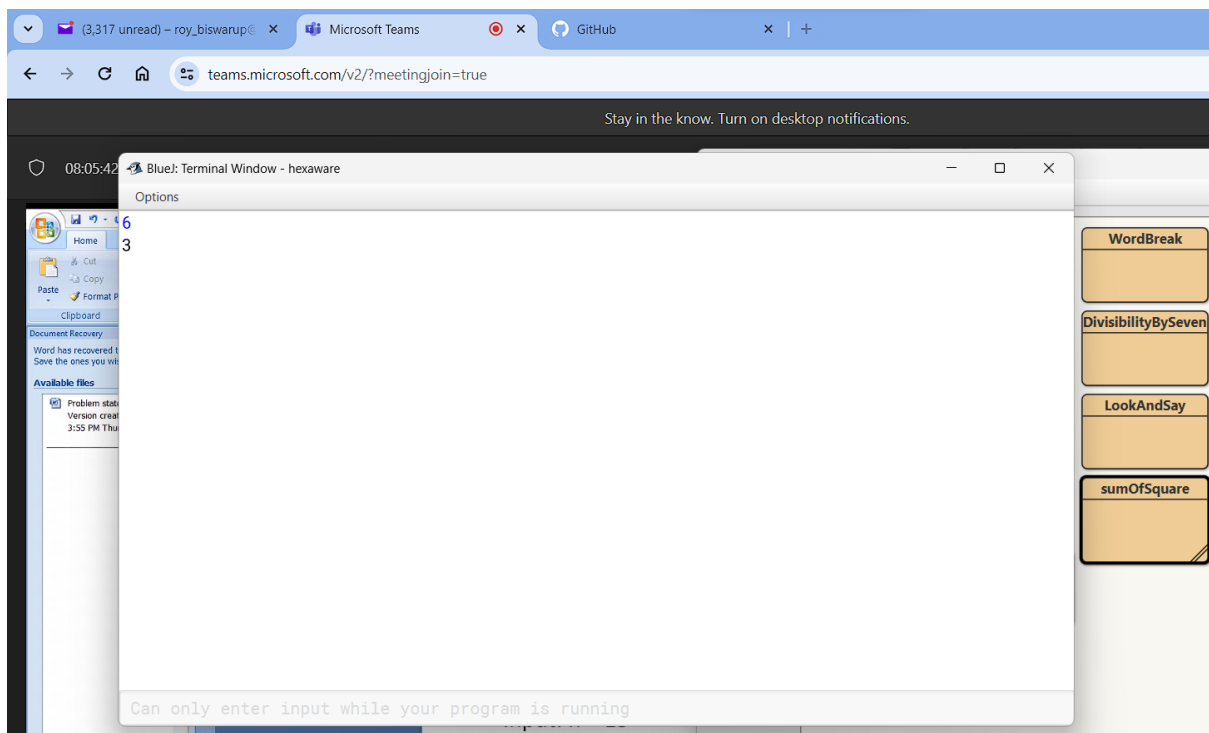 (3,317 unread) – roy_biswarup@
Microsoft Teams
GitHub
teams.microsoft.com/v2/?meetingjoin=true
Stay in the know. Turn on desktop notifications.
08:05:42
BlueJ: Terminal Window - hexaware
Options
6
3
Home
Cut
Copy
Paste
Format P
Clipboard
Document Recovery
Word has recovered t
Save the ones you wis
Available files
Problem state
Version creat
3:55 PM Thu
WordBreak
DivisibilityBySeven
LookAndSay
sumOfSquare
Can only enter input while your program is running